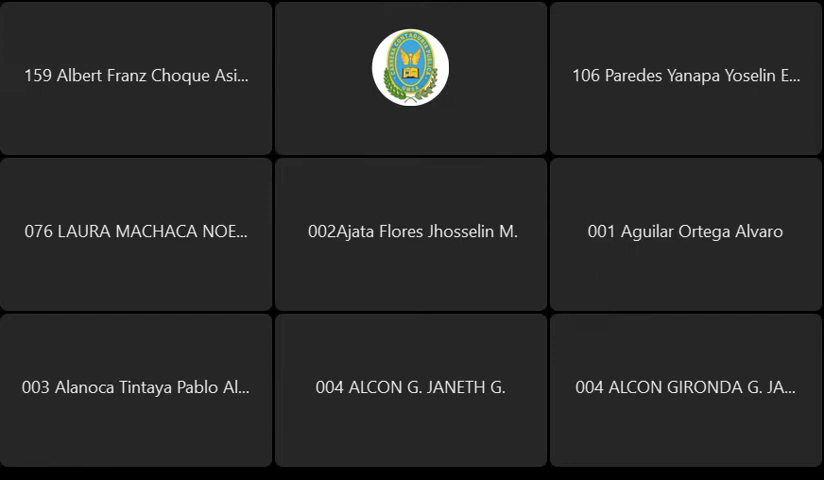 159 Albert Franz Choque Asi...
106 Paredes Yanapa Yoselin E...
076 LAURA MACHACA NOE...
002Ajata Flores Jhosselin M.
001 Aguilar Ortega Alvaro
003 Alanoca Tintaya Pablo Al...
004 ALCON G. JANETH G.
004 ALCON GIRONDA G. JA...